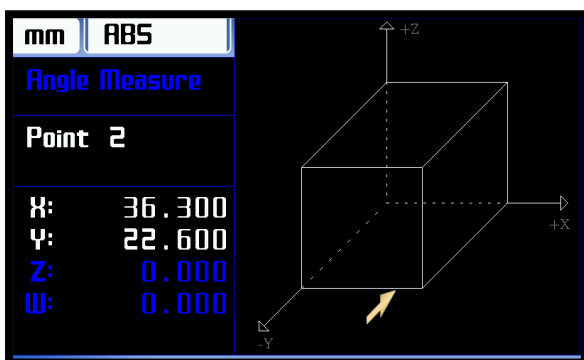 mm ABS
Angle Measure
Point 2
X: 36.300
Y: 22.600
Z: 0.000
W: 0.000
+Z
+X
-Y